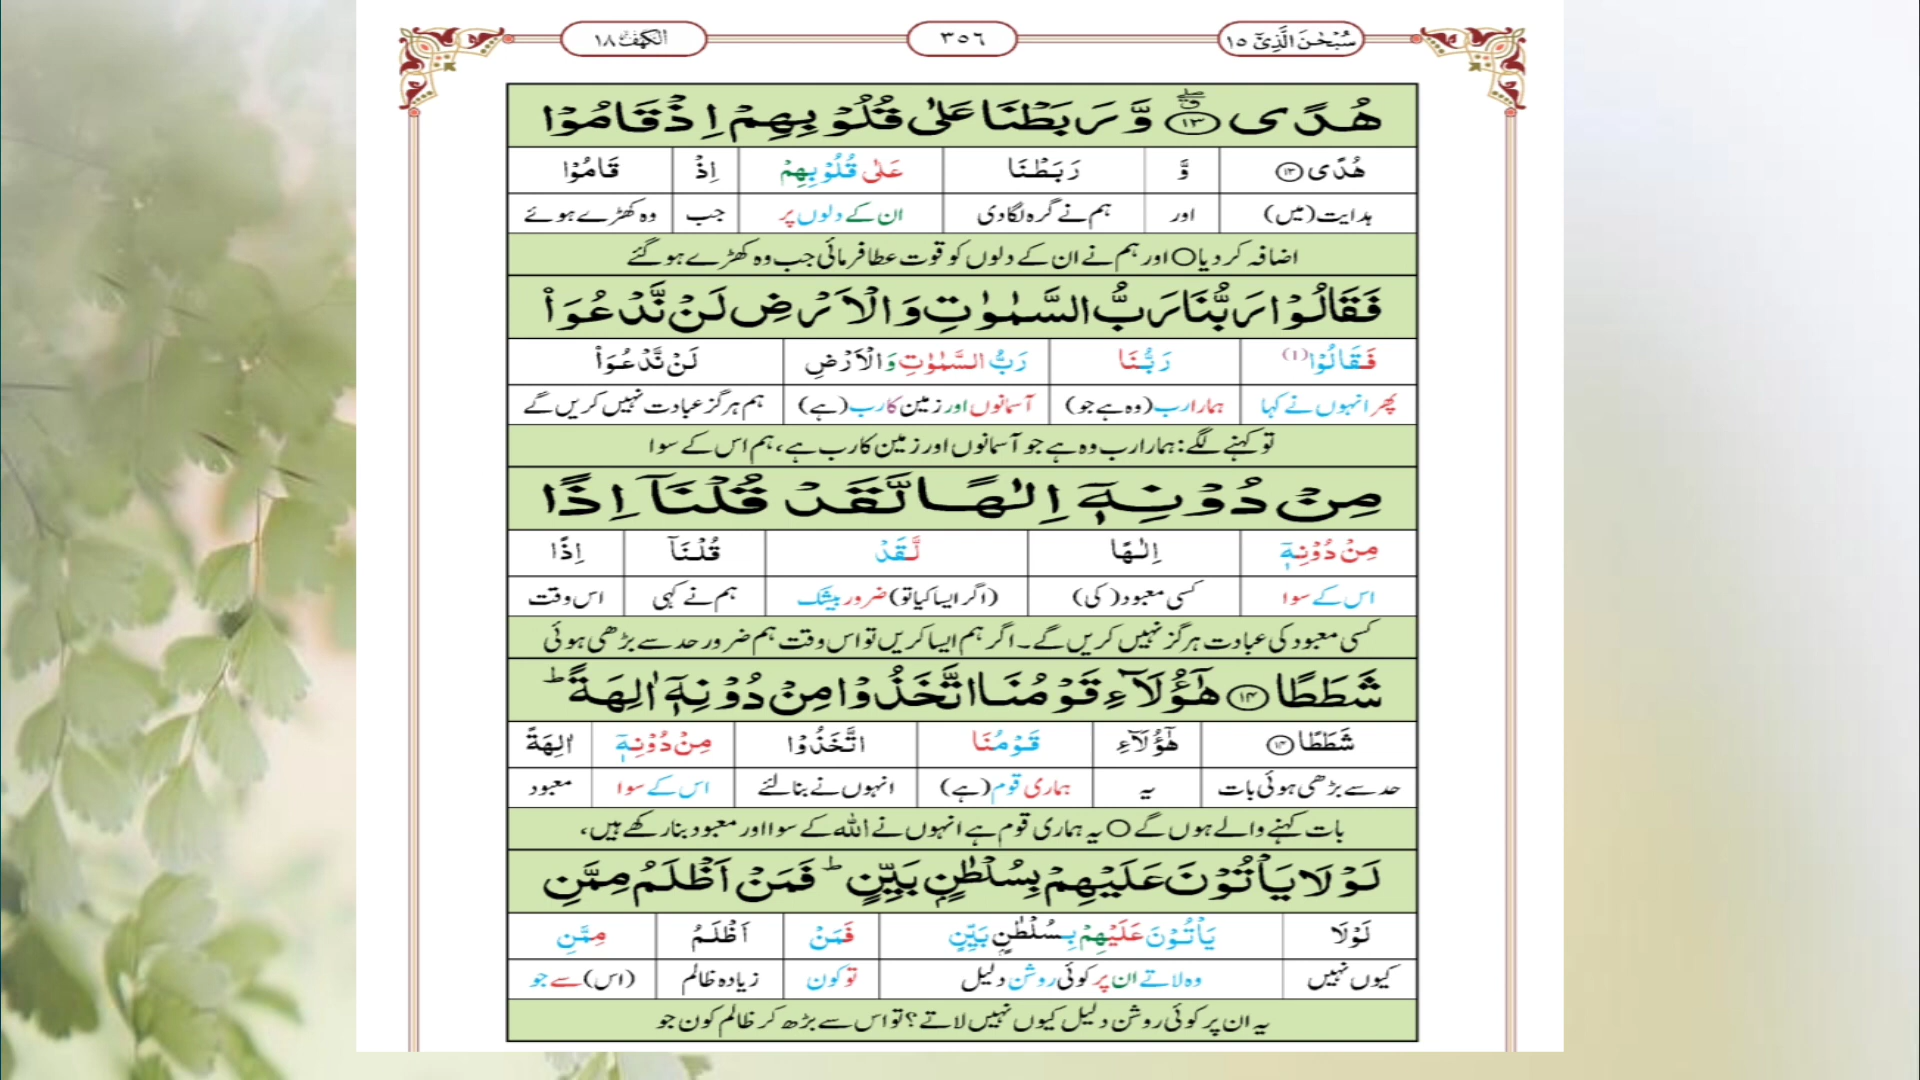 سُبْحٰنَ الَّذِیْۤ ۱۵ ۳۵۶ الکھف ۱۸
هُدًى ﴿۱۳﴾ وَّ رَبَطْنَا عَلٰى قُلُوْبِهِمْ اِذْ قَامُوْا
هُدًى ﴿۱۳﴾ وَّ رَبَطْنَا عَلٰى قُلُوْبِهِمْ اِذْ قَامُوْا
ہدایت (میں) اور ہم نے گرہ لگا دی ان کے دلوں پر جب وہ کھڑے ہوئے
اضافہ کر دیا ○ اور ہم نے ان کے دلوں کو قوت عطا فرمائی جب وہ کھڑے ہو گئے
فَقَالُوْا رَبُّنَا رَبُّ السَّمٰوٰتِ وَ الْاَرْضِ لَنْ نَّدْعُوَاۡ
فَقَالُوْا (1) رَبُّنَا رَبُّ السَّمٰوٰتِ وَ الْاَرْضِ لَنْ نَّدْعُوَاۡ
پھر انہوں نے کہا ہمارا رب (وہ ہے جو) آسمانوں اور زمین کا رب (ہے) ہم ہرگز عبادت نہیں کریں گے
تو کہنے لگے: ہمارا رب وہ ہے جو آسمانوں اور زمین کا رب ہے، ہم اس کے سوا
مِنْ دُوْنِهٖۤ اِلٰهًا لَّقَدْ قُلْنَاۤ اِذًا
مِنْ دُوْنِهٖۤ اِلٰهًا لَّقَدْ قُلْنَاۤ اِذًا
اس کے سوا کسی معبود (کی) (اگر ایسا کیا تو) ضرور بیشک ہم نے کہی اس وقت
کسی معبود کی عبادت ہرگز نہیں کریں گے۔ اگر ہم ایسا کریں تو اس وقت ہم ضرور حد سے بڑھی ہوئی
شَطَطًا ﴿۱۴﴾ هٰۤؤُلَآءِ قَوْمُنَا اتَّخَذُوْا مِنْ دُوْنِهٖۤ اٰلِهَةً ؕ
شَطَطًا ﴿۱۴﴾ هٰۤؤُلَآءِ قَوْمُنَا اتَّخَذُوْا مِنْ دُوْنِهٖۤ اٰلِهَةً
حد سے بڑھی ہوئی بات یہ ہماری قوم (ہے) انہوں نے بنا لئے اس کے سوا معبود
بات کہنے والے ہوں گے ○ یہ ہماری قوم ہے انہوں نے اللہ کے سوا اور معبود بنا رکھے ہیں،
لَوْلَا یَاْتُوْنَ عَلَیْهِمْ بِسُلْطٰنٍۭ بَیِّنٍ ؕ فَمَنْ اَظْلَمُ مِمَّنِ
لَوْلَا یَاْتُوْنَ عَلَیْهِمْ بِسُلْطٰنٍۭ بَیِّنٍ فَمَنْ اَظْلَمُ مِمَّنِ
کیوں نہیں وہ لاتے ان پر کوئی روشن دلیل تو کون زیادہ ظالم (اس) سے جو
یہ ان پر کوئی روشن دلیل کیوں نہیں لاتے؟ تو اس سے بڑھ کر ظالم کون جو